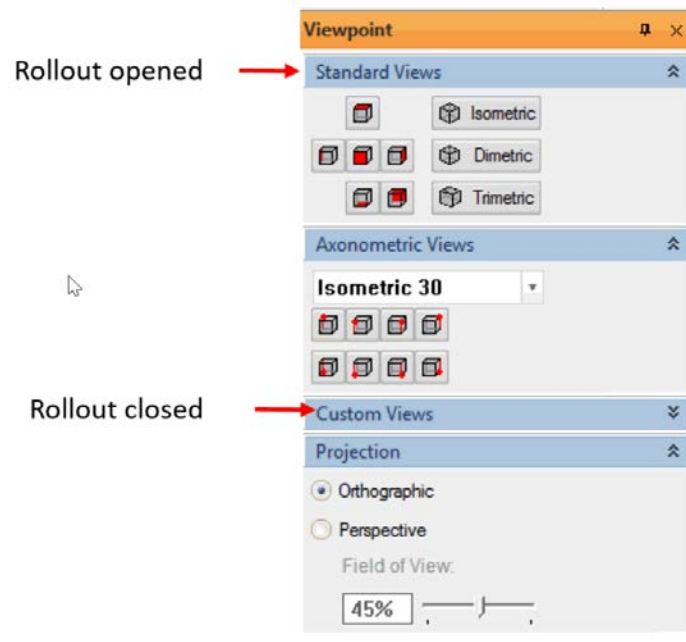 Viewpoint
Rollout opened
Standard Views
Isometric
Dimetric
Trimetric
Axonometric Views
Isometric 30
Rollout closed
Custom Views
Projection
Orthographic
Perspective
Field of View:
45%